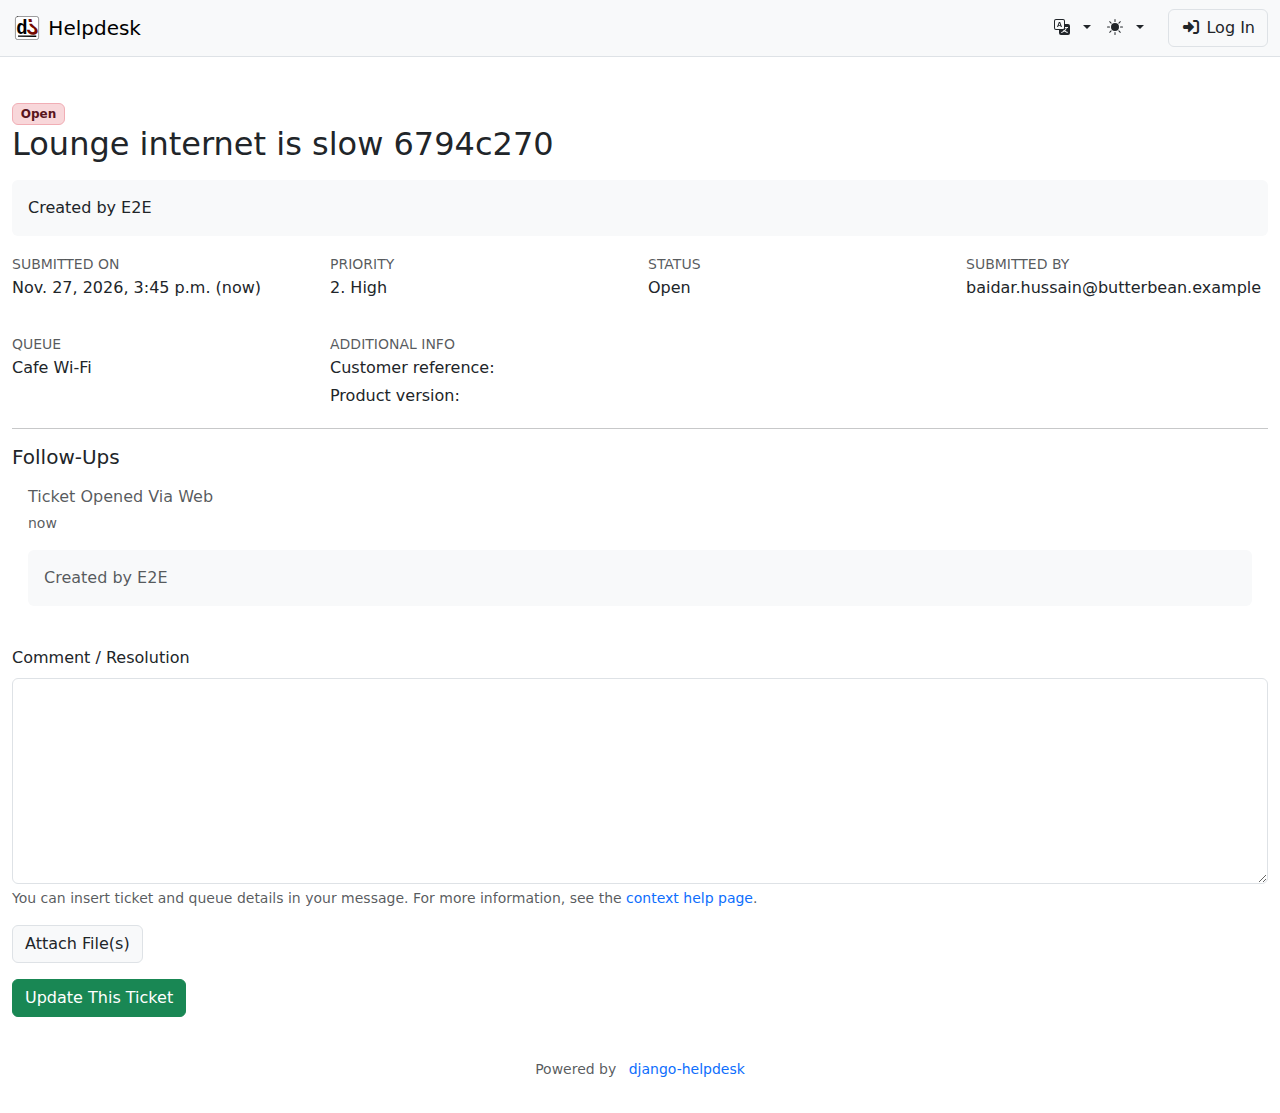 Helpdesk
Log In
Open
Lounge internet is slow 6794c270
Created by E2E
SUBMITTED ON
Nov. 27, 2026, 3:45 p.m. (now)
PRIORITY
2. High
STATUS
Open
SUBMITTED BY
baidar.hussain@butterbean.example
QUEUE
Cafe Wi-Fi
ADDITIONAL INFO
Customer reference:
Product version:
Follow-Ups
Ticket Opened Via Web
now
Created by E2E
Comment / Resolution
You can insert ticket and queue details in your message. For more information, see the context help page.
Attach File(s)
Update This Ticket
Powered by django-helpdesk